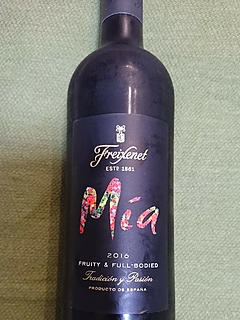 Freixenet
ESTD 1861
Mía
2016
FRUITY & FULL-BODIED
Tradición y Pasión
PRODUCTO DE ESPAÑA